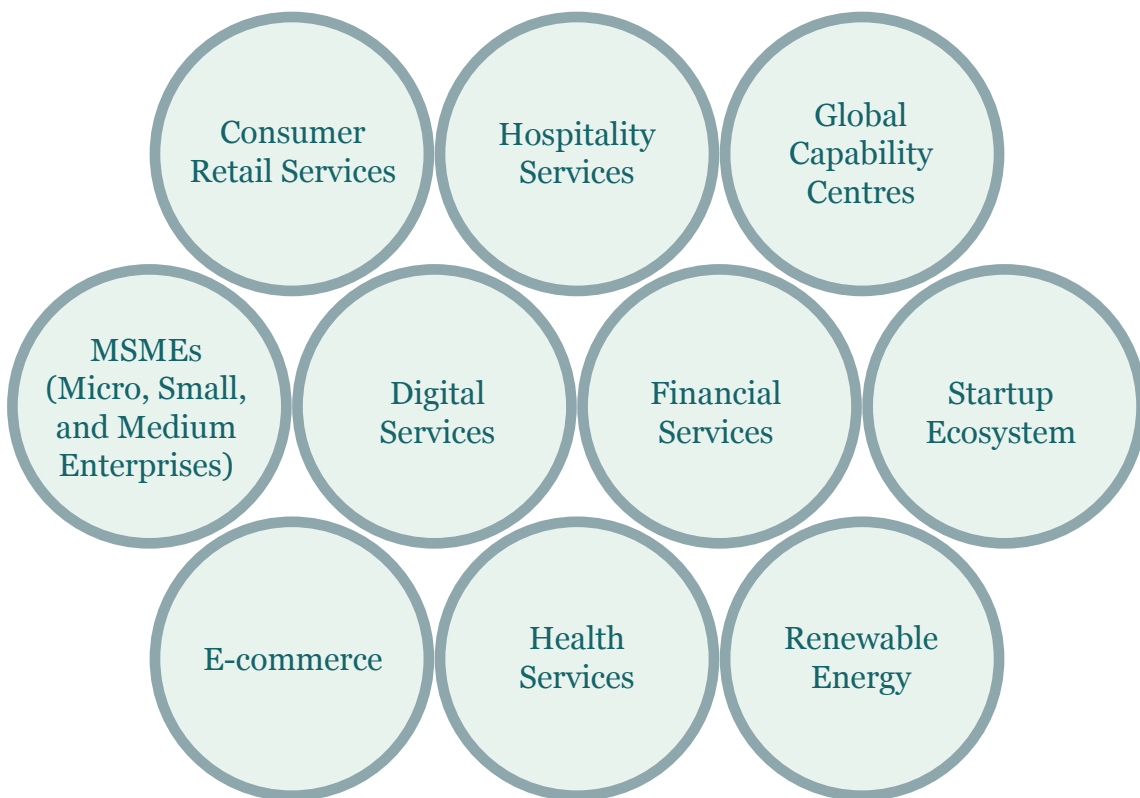 Consumer
Retail Services
Hospitality
Services
Global
Capability
Centres
MSMEs
(Micro, Small,
and Medium
Enterprises)
Digital
Services
Financial
Services
Startup
Ecosystem
E-commerce
Health
Services
Renewable
Energy